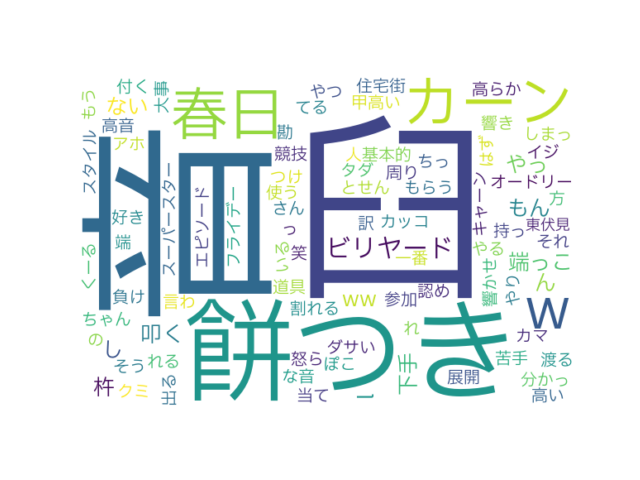 付く
大事
やつ
住宅街
カーン
高らか
もう
ない
春日
てる
甲高い
響き
高音
勘
しまっ
スタイル
アホ
音
臼
競技
人
基本的
ちっ
やっ
はず
イジ
スーパースター
エピソード
フライデー
つけ
タダ
周り
キャーン
オードリー
使う
とせん
もらう
もん
方
好き
さん
っ
訳
カッコ
持っ
東伏見
端
笑
ビリヤード
それ
くーる
いる
一番
やる
端っこ
負け
道具
ww
参加
認め
響かせ
やり
ん
w
言わ
割れる
ちゃん
餅つき
れ
の
叩く
カマ
し
怒ら
ダサい
下手
苦手
渡る
そう
れる
ぽこ
杵
クミ
出る
な音
当て
展開
分かっ
高い